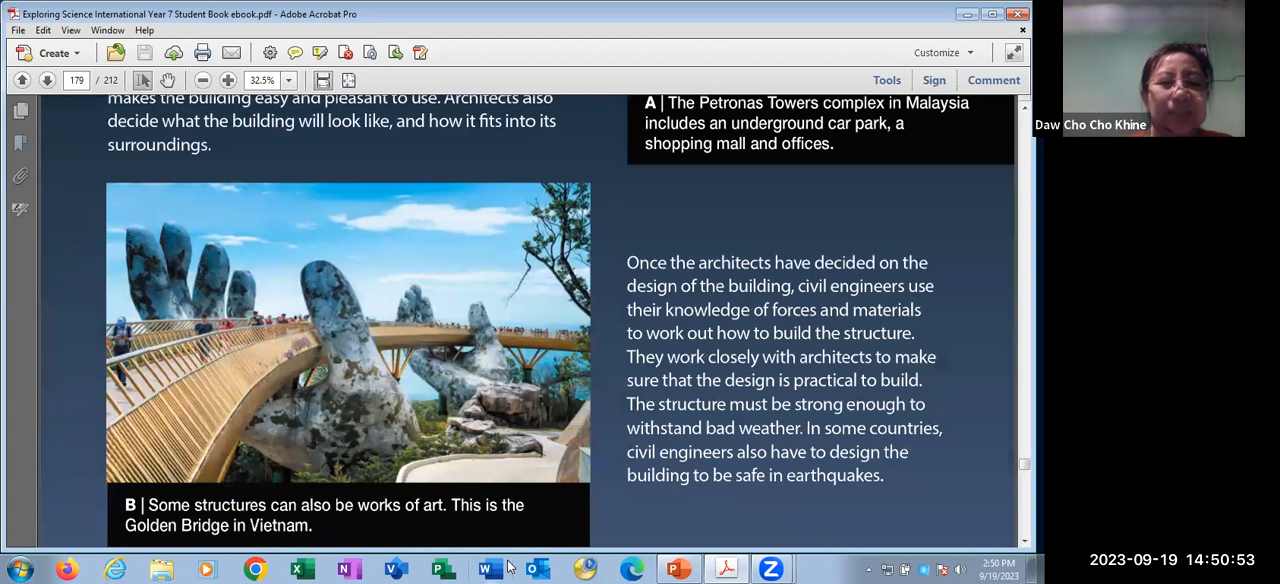 Exploring Science International Year 7 Student Book ebook.pdf - Adobe Acrobat Pro
File Edit View Window Help
Create
Customize
179 / 212
32.5%
Tools Sign Comment
makes the building easy and pleasant to use. Architects also
decide what the building will look like, and how it fits into its
surroundings.
A | The Petronas Towers complex in Malaysia
includes an underground car park, a
shopping mall and offices.
Once the architects have decided on the
design of the building, civil engineers use
their knowledge of forces and materials
to work out how to build the structure.
They work closely with architects to make
sure that the design is practical to build.
The structure must be strong enough to
withstand bad weather. In some countries,
civil engineers also have to design the
building to be safe in earthquakes.
B | Some structures can also be works of art. This is the
Golden Bridge in Vietnam.
Daw Cho Cho Khine
2:50 PM
9/19/2023
2023-09-19 14:50:53